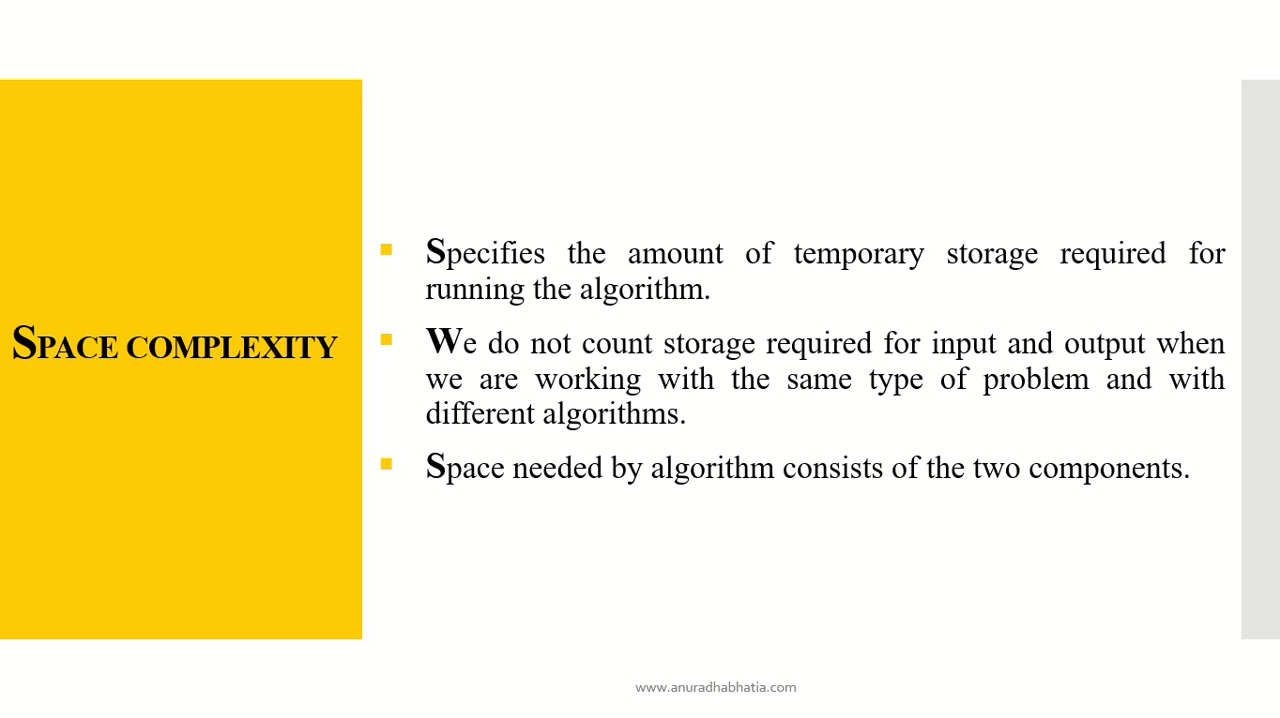 SPACE COMPLEXITY
Specifies the amount of temporary storage required for
running the algorithm.
We do not count storage required for input and output when
we are working with the same type of problem and with
different algorithms.
Space needed by algorithm consists of the two components.
www.anuradhabhatia.com